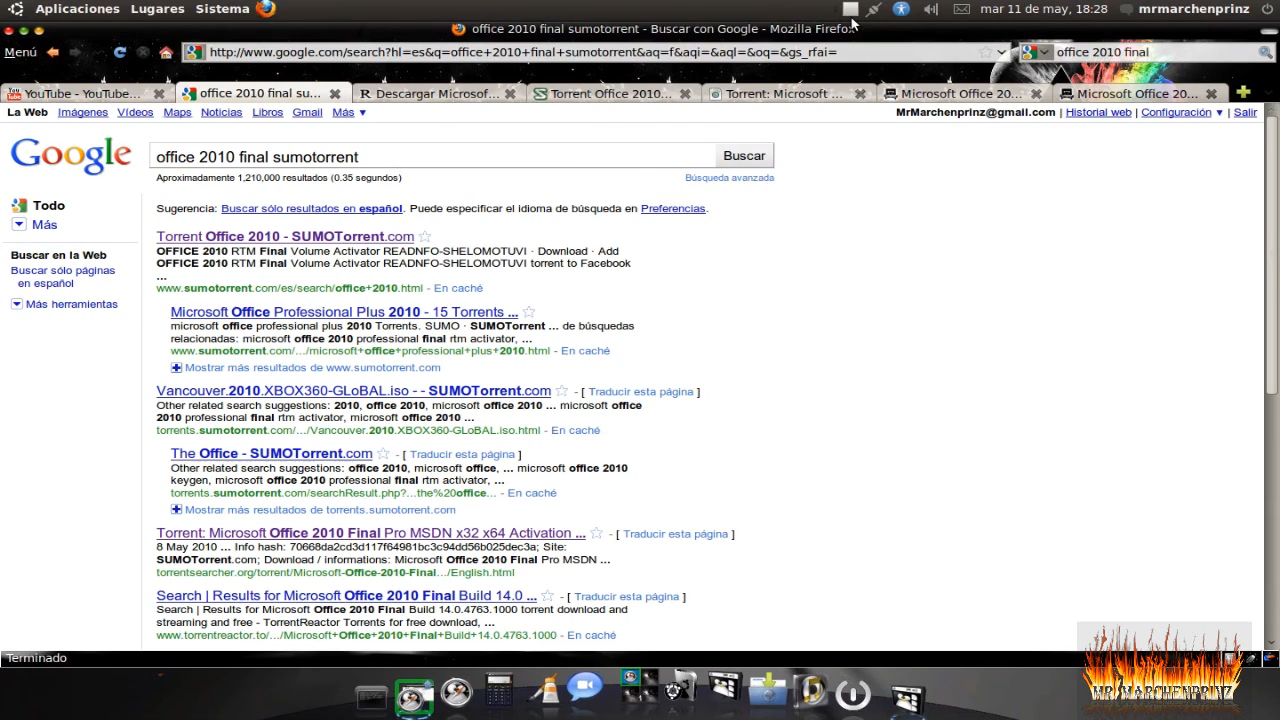 Aplicaciones Lugares Sistema mar 11 de may, 18:28 mrmarchenprinz
office 2010 final sumotorrent - Buscar con Google - Mozilla Firefox
Menú http://www.google.com/search?hl=es&q=office+2010+final+sumotorrent&aq=f&aqi=&aql=&oq=&gs_rfai= office 2010 final
YouTube - YouTube... office 2010 final su... Descargar Microsof... Torrent Office 2010... Torrent: Microsoft ... Microsoft Office 20... Microsoft Office 20...
La Web Imágenes Vídeos Maps Noticias Libros Gmail Más ▼ MrMarchenprinz@gmail.com | Historial web | Configuración ▼ | Salir
Google office 2010 final sumotorrent Buscar
Aproximadamente 1,210,000 resultados (0.35 segundos) Búsqueda avanzada
Todo
Más
Buscar en la Web
Buscar sólo páginas
en español
Más herramientas
Sugerencia: Buscar sólo resultados en español. Puede especificar el idioma de búsqueda en Preferencias.
Torrent Office 2010 - SUMOTorrent.com
OFFICE 2010 RTM Final Volume Activator READNFO-SHELOMOTUVI · Download · Add
OFFICE 2010 RTM Final Volume Activator READNFO-SHELOMOTUVI torrent to Facebook
...
www.sumotorrent.com/es/search/office+2010.html - En caché
Microsoft Office Professional Plus 2010 - 15 Torrents ...
microsoft office professional plus 2010 Torrents. SUMO · SUMOTorrent ... de búsquedas
relacionadas: microsoft office 2010 professional final rtm activator, ...
www.sumotorrent.com/.../microsoft+office+professional+plus+2010.html - En caché
Mostrar más resultados de www.sumotorrent.com
Vancouver.2010.XBOX360-GLoBAL.iso - - SUMOTorrent.com - [ Traducir esta página ]
Other related search suggestions: 2010, office 2010, microsoft office 2010 ... microsoft office
2010 professional final rtm activator, microsoft office 2010 ...
torrents.sumotorrent.com/.../Vancouver.2010.XBOX360-GLoBAL.iso.html - En caché
The Office - SUMOTorrent.com - [ Traducir esta página ]
Other related search suggestions: office 2010, microsoft office, ... microsoft office 2010
keygen, microsoft office 2010 professional final rtm activator, ...
torrents.sumotorrent.com/searchResult.php?...the%20office... - En caché
Mostrar más resultados de torrents.sumotorrent.com
Torrent: Microsoft Office 2010 Final Pro MSDN x32 x64 Activation ... - [ Traducir esta página ]
8 May 2010 ... Info hash: 70668da2cd3d117f64981bc3c94dd56b025dec3a; Site:
SUMOTorrent.com; Download / informations: Microsoft Office 2010 Final Pro MSDN ...
torrentsearcher.org/torrent/Microsoft-Office-2010-Final.../English.html
Search | Results for Microsoft Office 2010 Final Build 14.0 ... - [ Traducir esta página ]
Search | Results for Microsoft Office 2010 Final Build 14.0.4763.1000 torrent download and
streaming and free - TorrentReactor Torrents for free download, ...
www.torrentreactor.to/.../Microsoft+Office+2010+Final+Build+14.0.4763.1000 - En caché
Terminado
MR MARCHENPRINZ